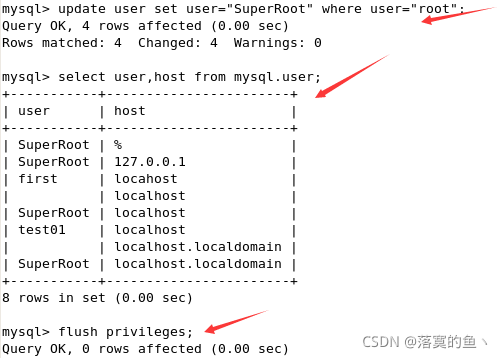 mysql> update user set user="SuperRoot" where user="root";
Query OK, 4 rows affected (0.00 sec)
Rows matched: 4  Changed: 4  Warnings: 0
mysql> select user,host from mysql.user;
+-----------+-----------------------+
| user      | host                  |
+-----------+-----------------------+
| SuperRoot | %                     |
| SuperRoot | 127.0.0.1             |
| first     | locahost              |
|           | localhost             |
| SuperRoot | localhost             |
| test01    | localhost             |
|           | localhost.localdomain |
| SuperRoot | localhost.localdomain |
+-----------+-----------------------+
8 rows in set (0.00 sec)
mysql> flush privileges;
Query OK, 0 rows affected (0.00 sec)
CSDN @落寞的鱼丶